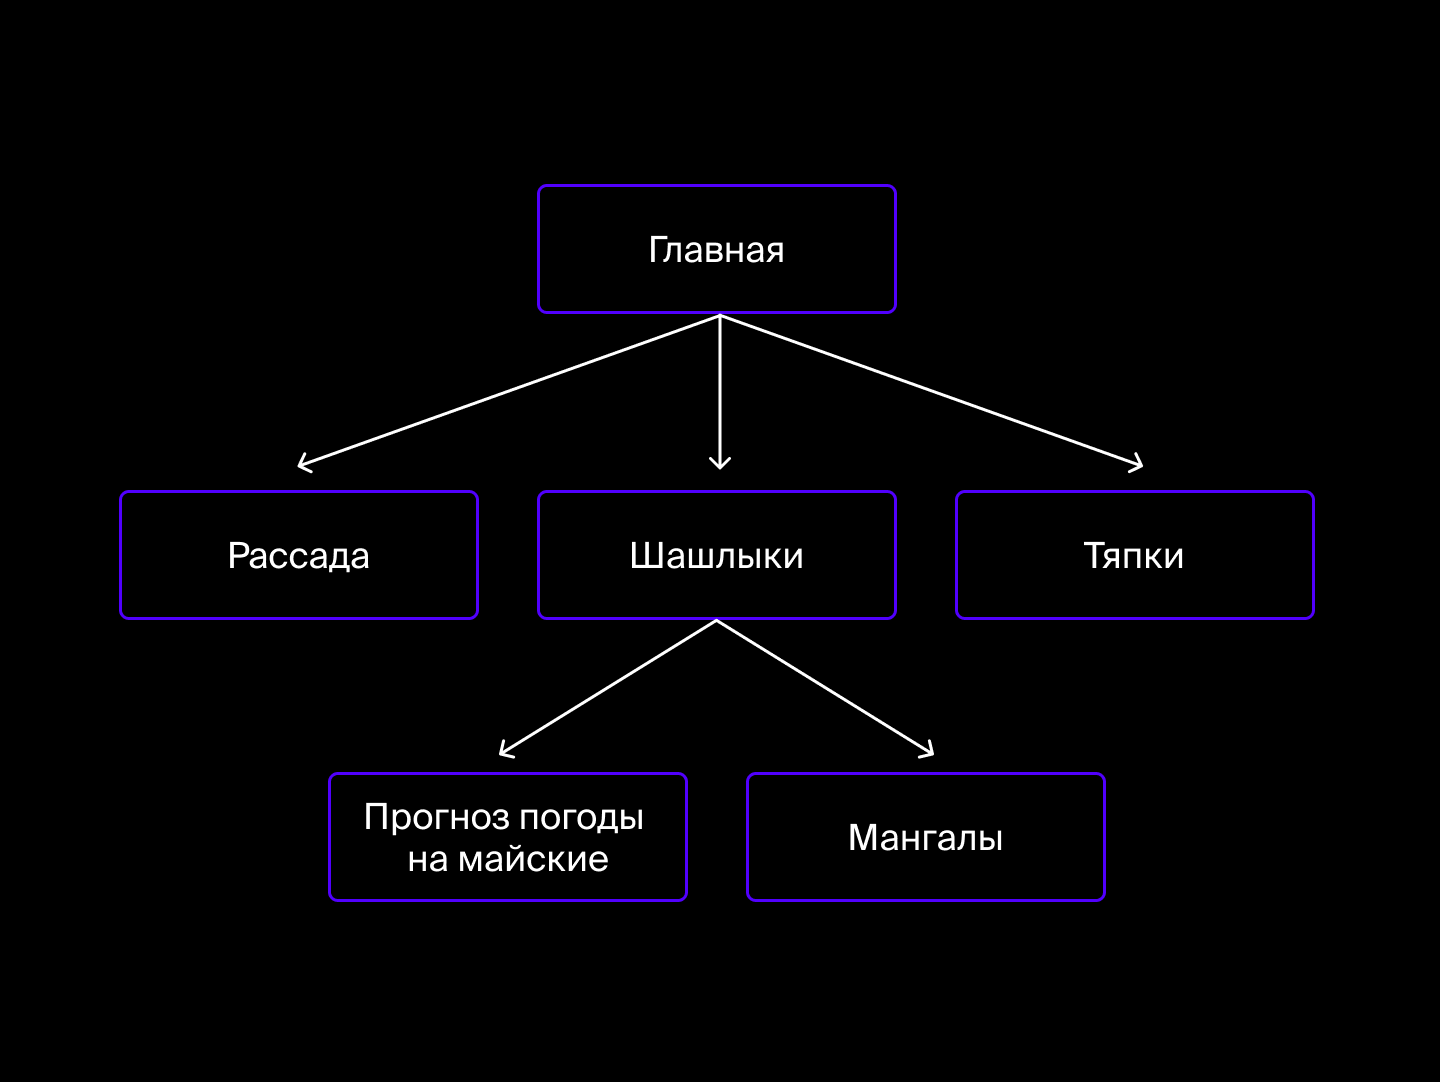 Главная
Рассада
Шашлыки
Тяпки
Прогноз погоды
на майские
Мангалы